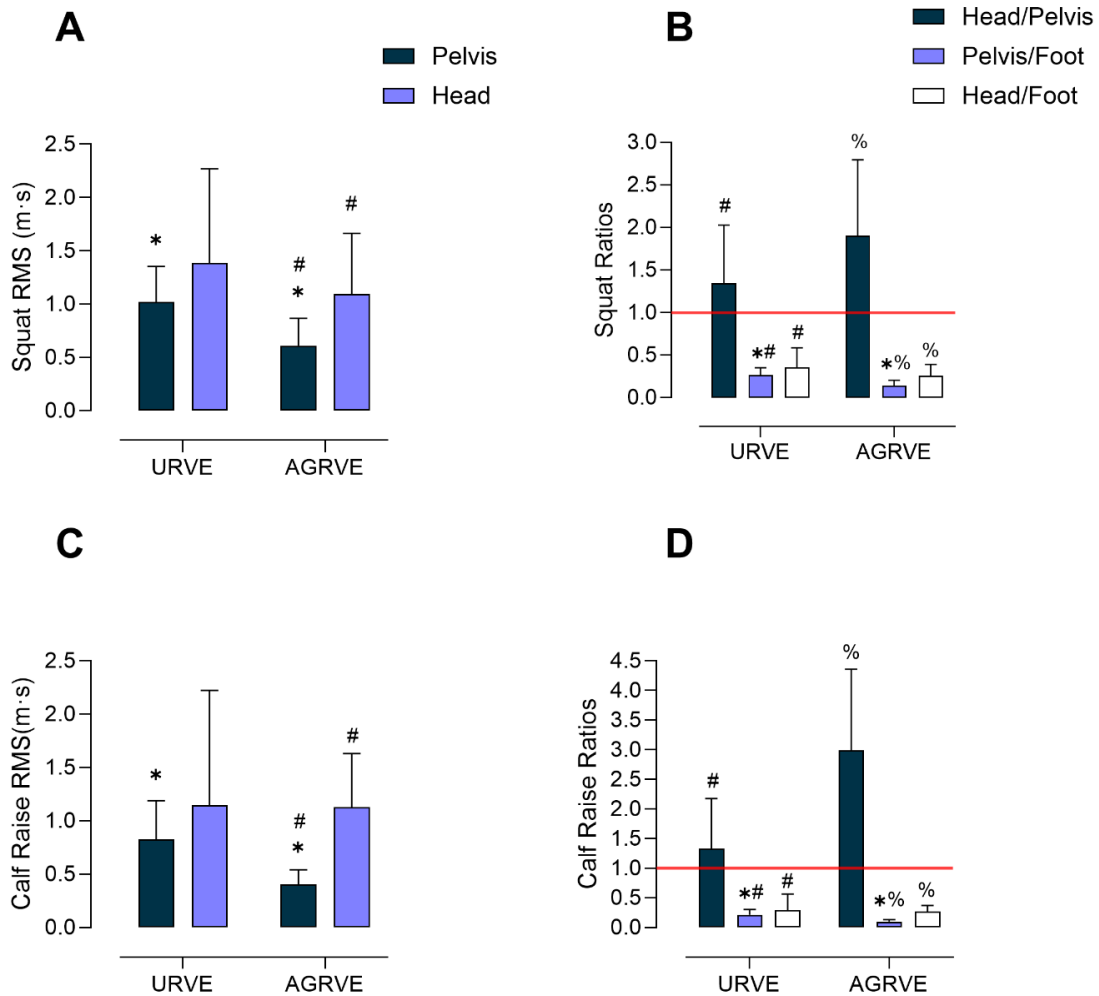 A
Pelvis
Head
Squat RMS (m·s)
2.5
2.0
1.5
1.0
0.5
0.0
*
#
*
#
URVE
AGRVE
B
Head/Pelvis
Pelvis/Foot
Head/Foot
Squat Ratios
3.0
2.5
2.0
1.5
1.0
0.5
0.0
#
*#
#
%
*%
%
URVE
AGRVE
C
Calf Raise RMS(m·s)
2.5
2.0
1.5
1.0
0.5
0.0
*
#
*
#
URVE
AGRVE
D
Calf Raise Ratios
4.5
4.0
3.5
3.0
2.5
2.0
1.5
1.0
0.5
0.0
#
*#
#
%
*%
%
URVE
AGRVE